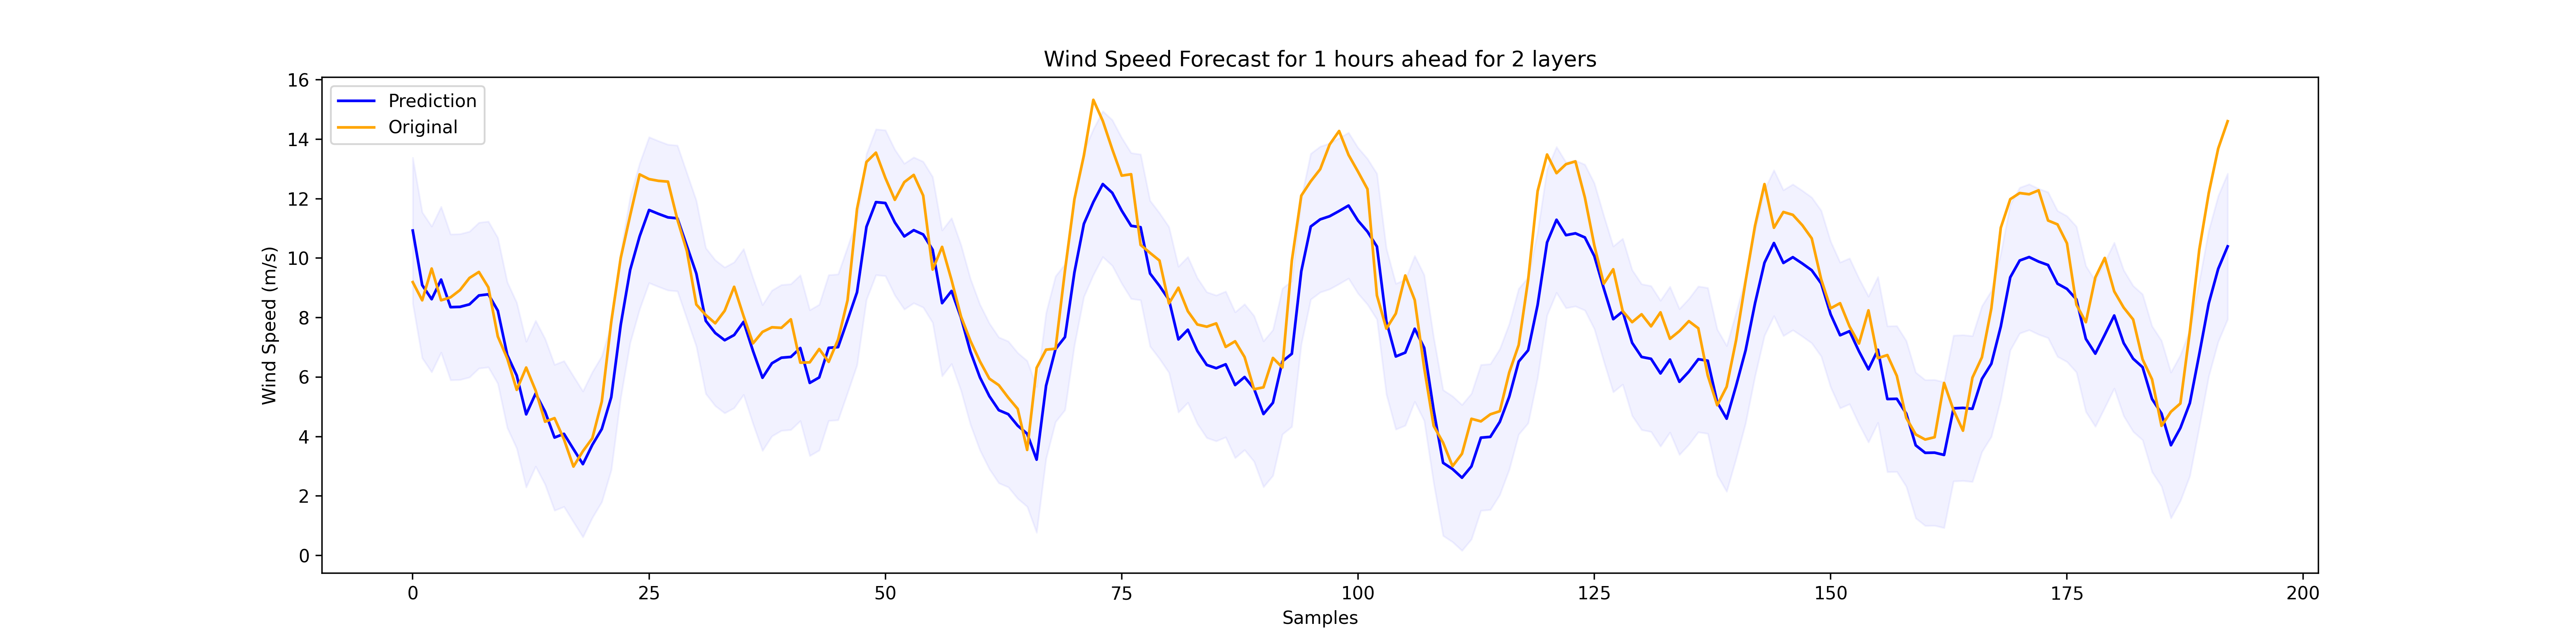 Wind Speed Forecast for 1 hours ahead for 2 layers
Prediction
Original
Wind Speed (m/s)
16
14
12
10
8
6
4
2
0
0 25 50 75 100 125 150 175 200
Samples